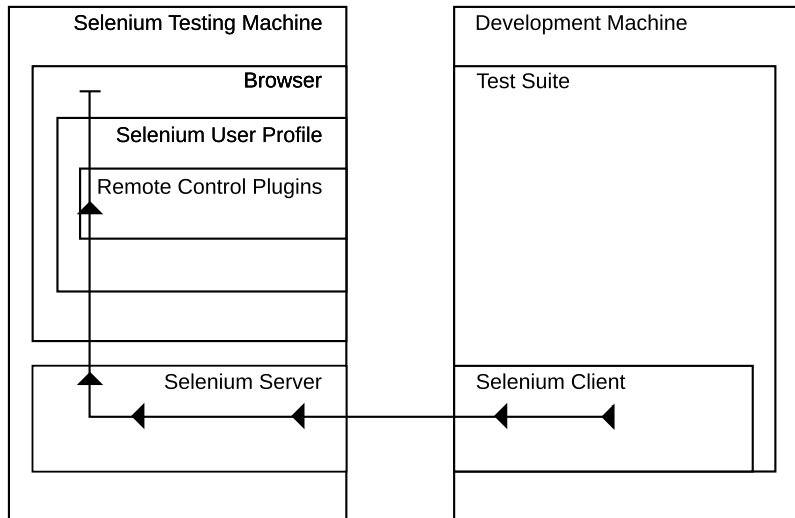 Selenium Testing Machine
Browser
Selenium User Profile
Remote Control Plugins
Selenium Server
Development Machine
Test Suite
Selenium Client